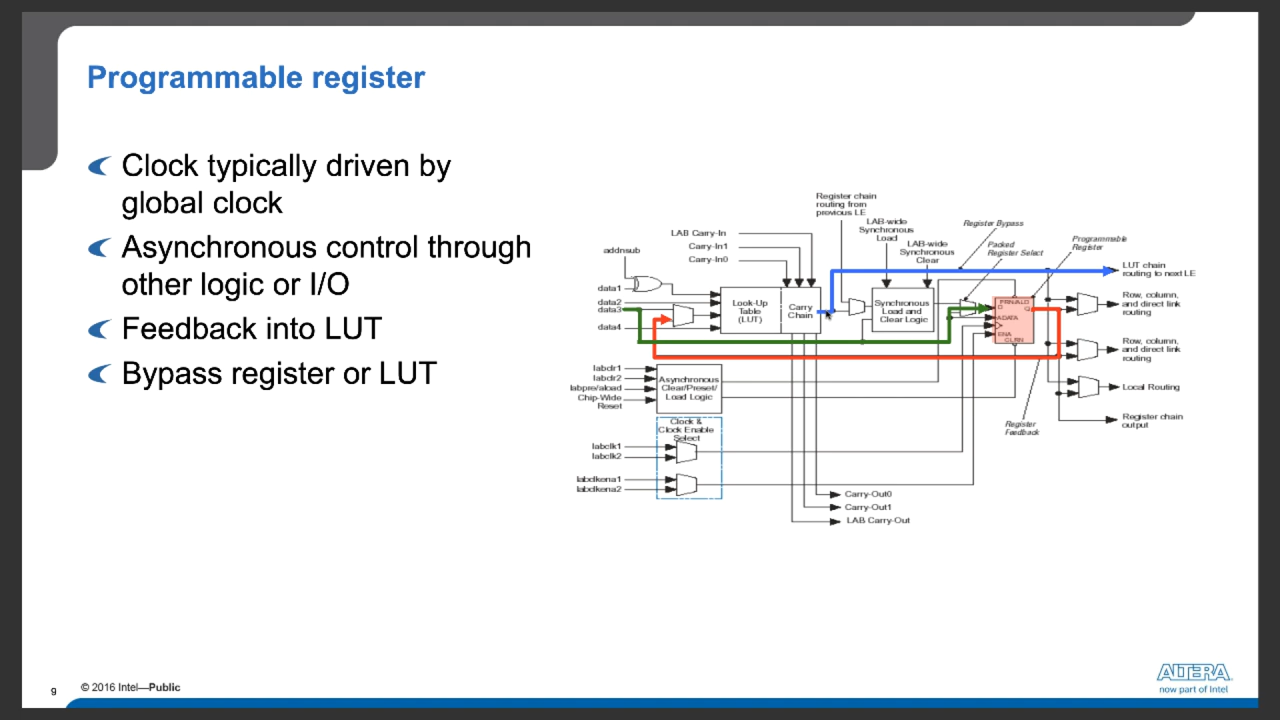 Programmable register
Clock typically driven by
global clock
Asynchronous control through
other logic or I/O
Feedback into LUT
Bypass register or LUT
Register chain
routing from
previous LE
LAB-wide
Synchronous
Load
LAB-wide
Synchronous
Clear
Register Bypass
Packed
Register Select
Programmable
Register
LAB Carry-In
Carry-In1
Carry-In0
addnsub
data1
data2
data3
data4
Look-Up
Table
(LUT)
Carry
Chain
Synchronous
Load and
Clear Logic
PRN/ALD
D
Q
ADATA
ENA
CLRN
LUT chain
routing to next LE
Row, column,
and direct link
routing
Row, column,
and direct link
routing
Local Routing
Register chain
output
Register
Feedback
labclr1
labclr2
labpre/aload
Chip-Wide
Reset
Asynchronous
Clear/Preset/
Load Logic
Clock &
Clock Enable
Select
labclk1
labclk2
labclkena1
labclkena2
Carry-Out0
Carry-Out1
LAB Carry-Out
9
© 2016 Intel—Public
ALTERA
now part of Intel